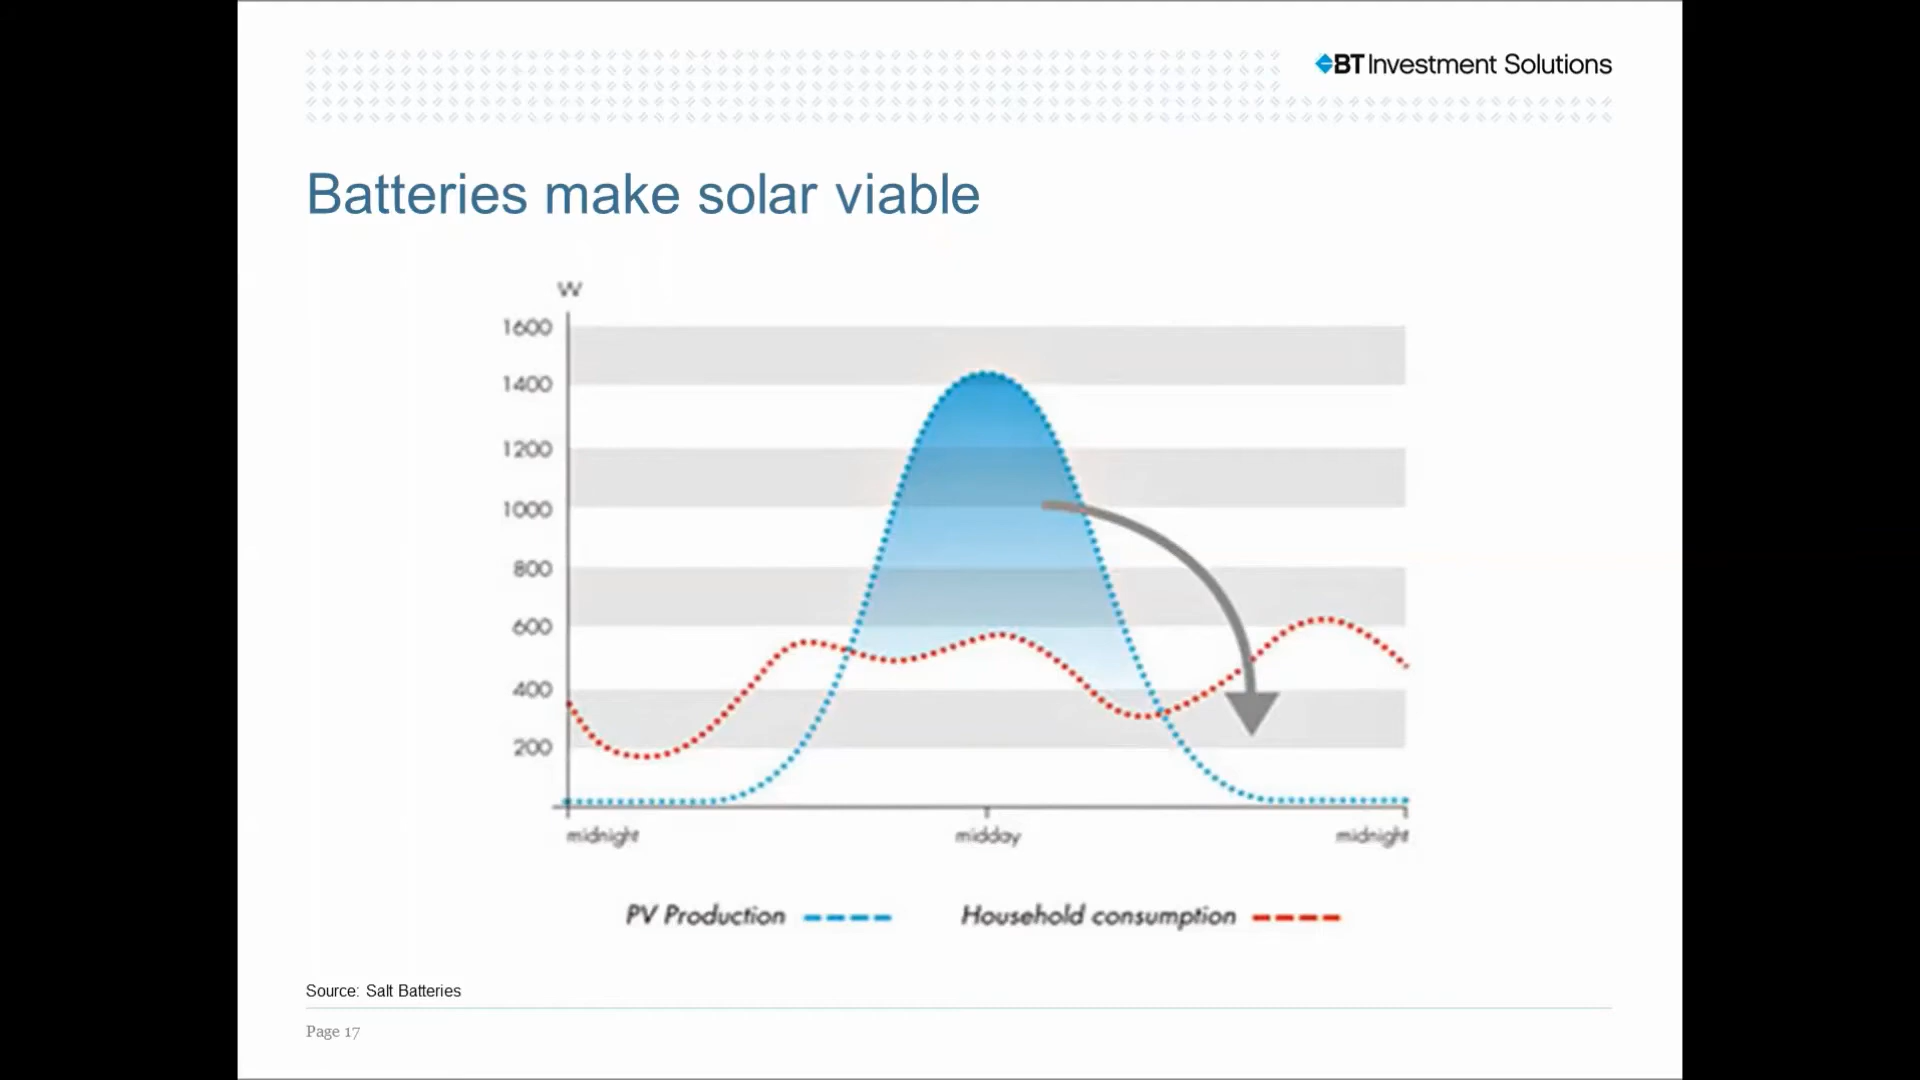 BT Investment Solutions
Batteries make solar viable
W
1600
1400
1200
1000
800
600
400
200
midnight midday midnight
PV Production Household consumption
Source: Salt Batteries
Page 17